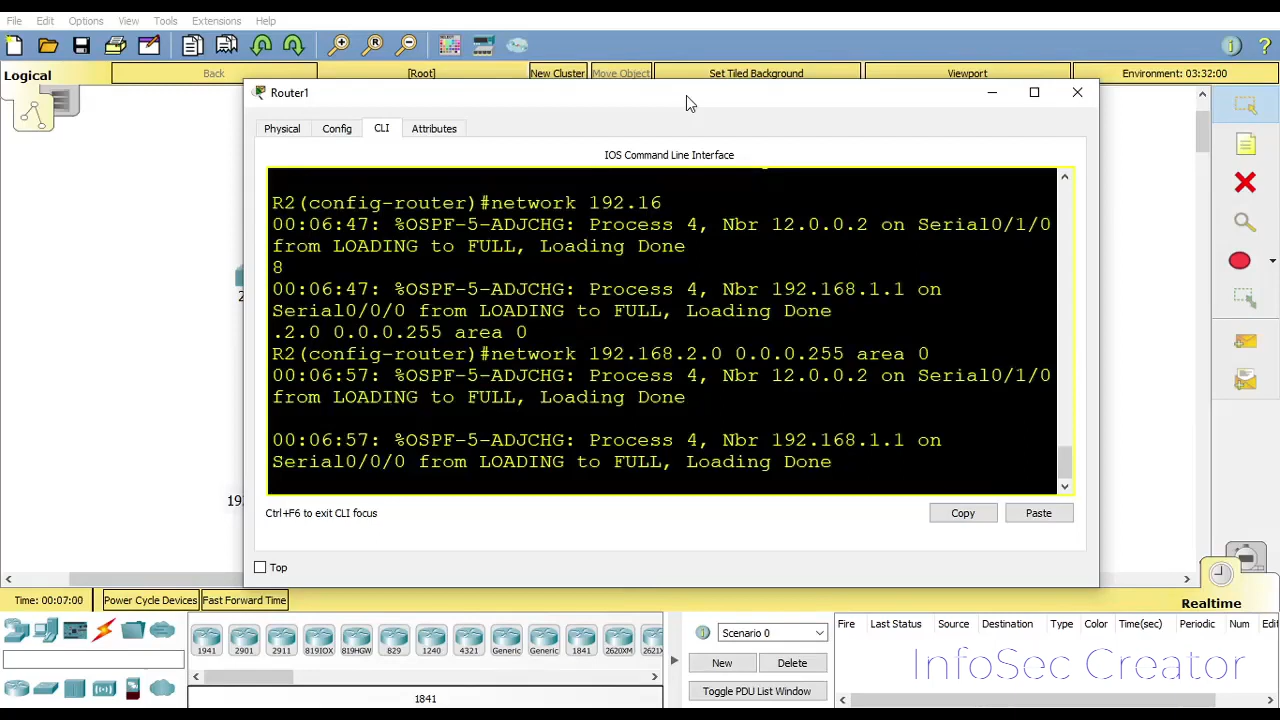 File Edit Options View Tools Extensions Help
Logical Back [Root] New Cluster Move Object Set Tiled Background Viewport Environment: 03:32:00
Router1
Physical Config CLI Attributes
IOS Command Line Interface
R2(config-router)#network 192.16
00:06:47: %OSPF-5-ADJCHG: Process 4, Nbr 12.0.0.2 on Serial0/1/0
from LOADING to FULL, Loading Done
8
00:06:47: %OSPF-5-ADJCHG: Process 4, Nbr 192.168.1.1 on
Serial0/0/0 from LOADING to FULL, Loading Done
.2.0 0.0.0.255 area 0
R2(config-router)#network 192.168.2.0 0.0.0.255 area 0
00:06:57: %OSPF-5-ADJCHG: Process 4, Nbr 12.0.0.2 on Serial0/1/0
from LOADING to FULL, Loading Done
00:06:57: %OSPF-5-ADJCHG: Process 4, Nbr 192.168.1.1 on
Serial0/0/0 from LOADING to FULL, Loading Done
2
19
Ctrl+F6 to exit CLI focus
Copy Paste
Top
Time: 00:07:00 Power Cycle Devices Fast Forward Time
Realtime
1941 2901 2911 819IOX 819HGW 829 1240 4321 Generic Generic 1841 2620XM 2621X
1841
Scenario 0
New Delete
Toggle PDU List Window
Fire Last Status Source Destination Type Color Time(sec) Periodic Num Edit
InfoSec Creator